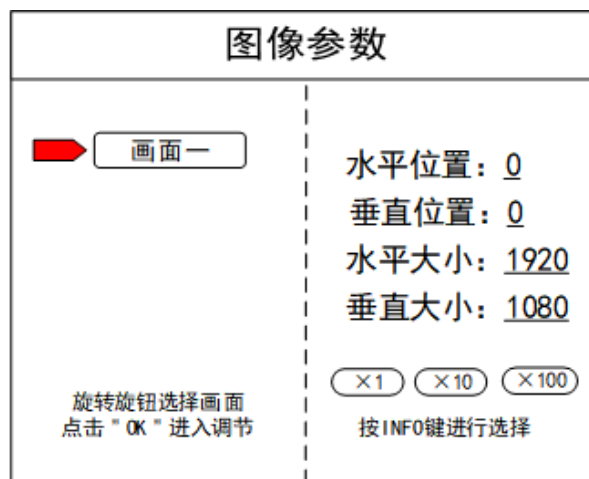 图像参数
画面一
水平位置：0
垂直位置：0
水平大小：1920
垂直大小：1080
×1 ×10 ×100
旋转旋钮选择画面
点击"OK"进入调节
按INFO键进行选择